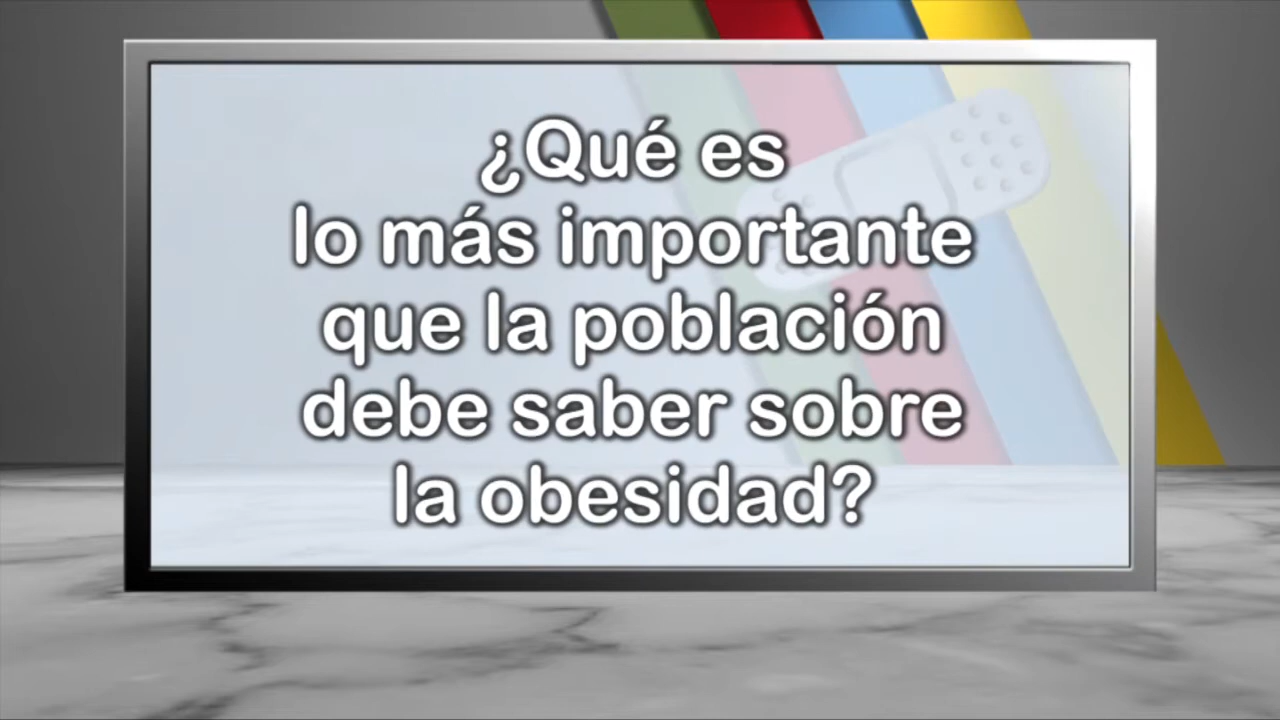 ¿Qué es
lo más importante
que la población
debe saber sobre
la obesidad?